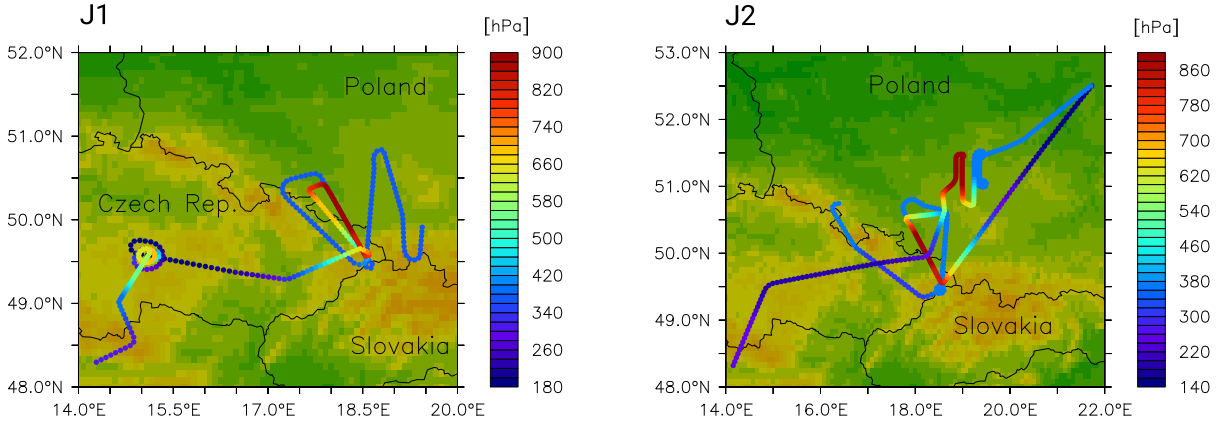 J1
[hPa]
52.0°N
51.0°N
50.0°N
49.0°N
48.0°N
14.0°E 15.5°E 17.0°E 18.5°E 20.0°E
Poland
Czech Rep.
Slovakia
900
820
740
660
580
500
420
340
260
180
J2
[hPa]
53.0°N
52.0°N
51.0°N
50.0°N
49.0°N
48.0°N
14.0°E 16.0°E 18.0°E 20.0°E 22.0°E
Poland
Slovakia
860
780
700
620
540
460
380
300
220
140